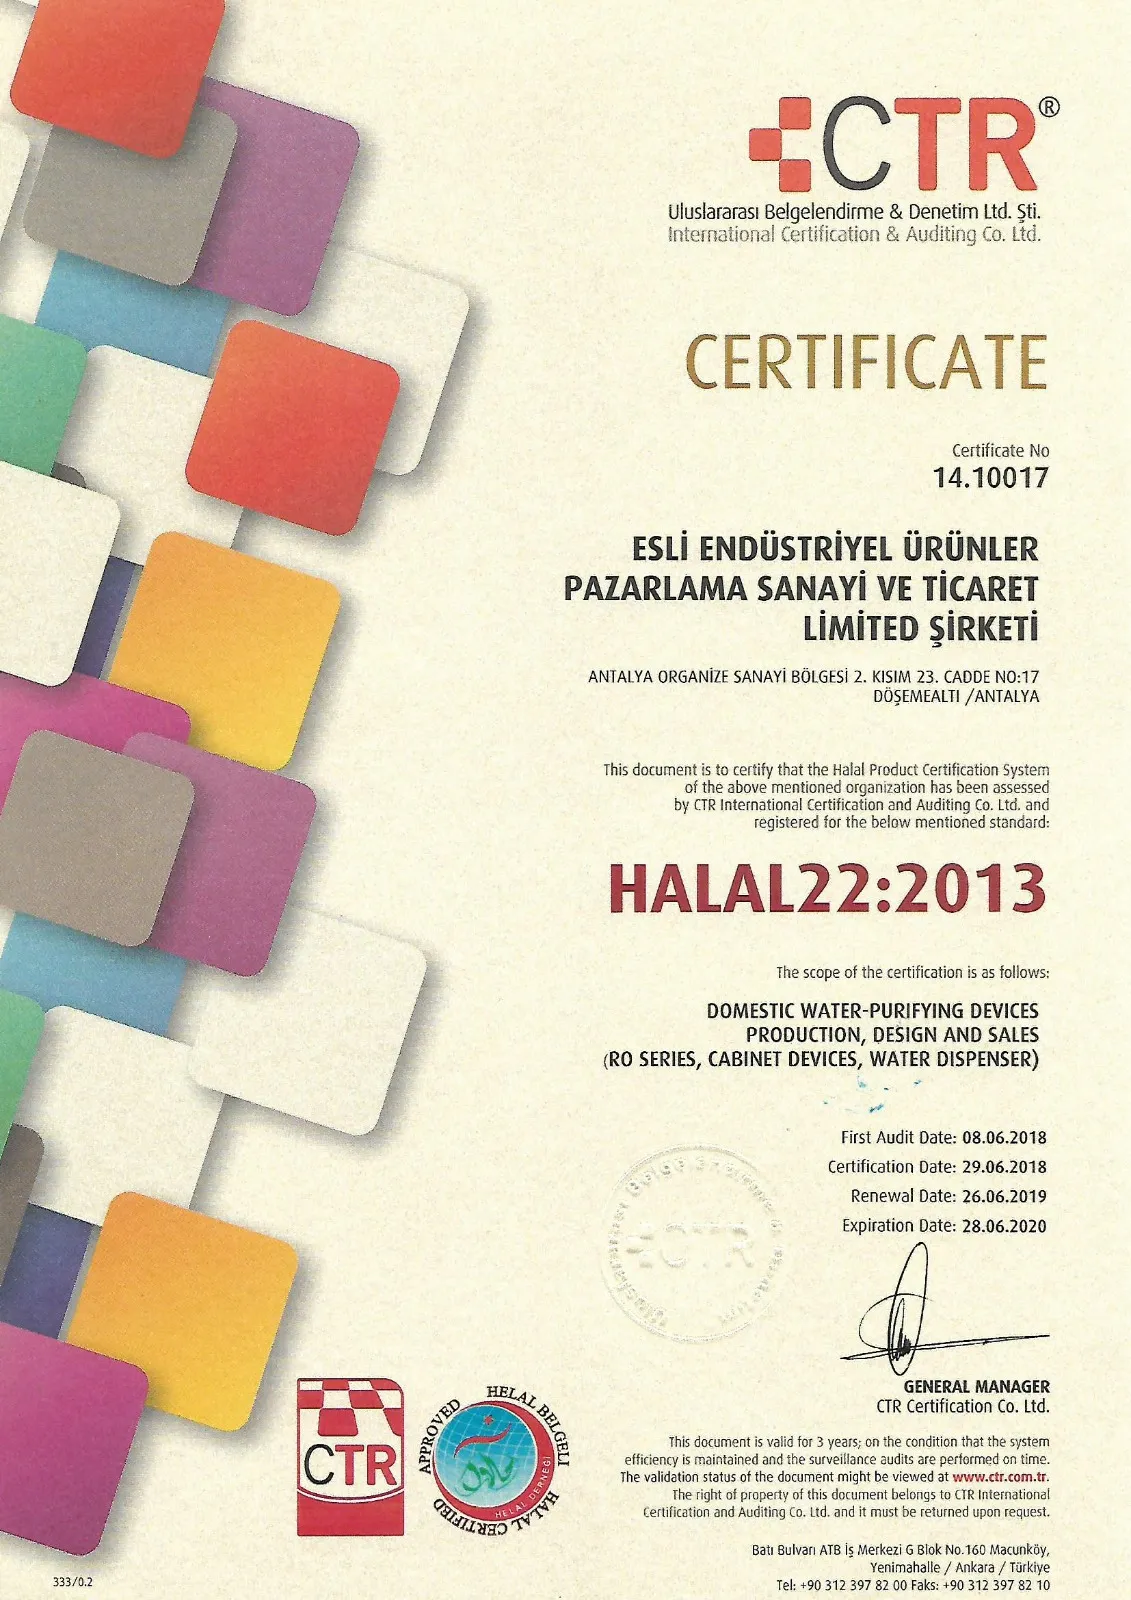 CTR®
Uluslararası Belgelendirme & Denetim Ltd. Şti.
International Certification & Auditing Co. Ltd.
CERTIFICATE
Certificate No
14.10017
ESLİ ENDÜSTRİYEL ÜRÜNLER
PAZARLAMA SANAYİ VE TİCARET
LİMİTED ŞİRKETİ
ANTALYA ORGANİZE SANAYİ BÖLGESİ 2. KISIM 23. CADDE NO:17
DÖŞEMEALTI /ANTALYA
This document is to certify that the Halal Product Certification System
of the above mentioned organization has been assessed
by CTR International Certification and Auditing Co. Ltd. and
registered for the below mentioned standard:
HALAL22:2013
The scope of the certification is as follows:
DOMESTIC WATER-PURIFYING DEVICES
PRODUCTION, DESIGN AND SALES
(RO SERIES, CABINET DEVICES, WATER DISPENSER)
First Audit Date: 08.06.2018
Certification Date: 29.06.2018
Renewal Date: 26.06.2019
Expiration Date: 28.06.2020
CTR
GENERAL MANAGER
CTR Certification Co. Ltd.
CTR
APPROVED
HELAL BELGELİ
HALAL CERTIFIED
HELAL DERNEĞİ
This document is valid for 3 years; on the condition that the system
efficiency is maintained and the surveillance audits are performed on time.
The validation status of the document might be viewed at www.ctr.com.tr.
The right of property of this document belongs to CTR International
Certification and Auditing Co. Ltd. and it must be returned upon request.
Batı Bulvarı ATB İş Merkezi G Blok No.160 Macunköy,
Yenimahalle / Ankara / Türkiye
Tel: +90 312 397 82 00 Faks: +90 312 397 82 10
333/0.2